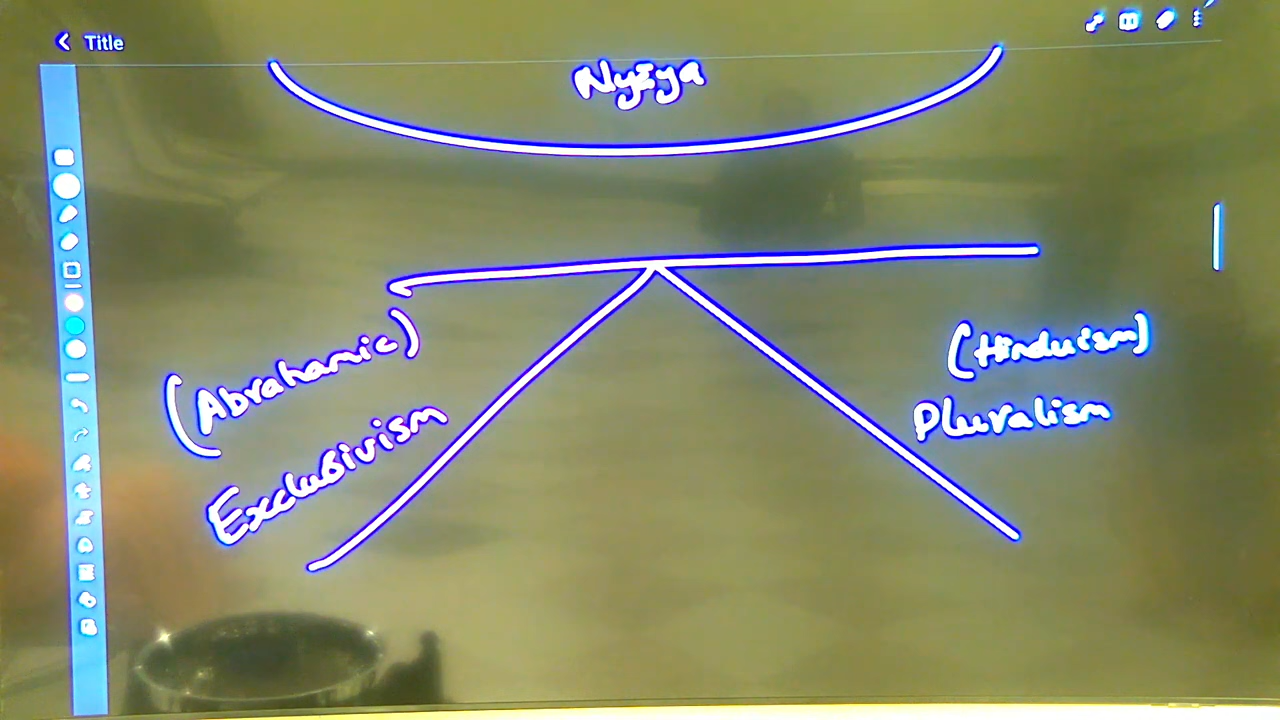 Title
Nyāya
(Abrahamic)
Exclusivism
(Hinduism)
Pluralism